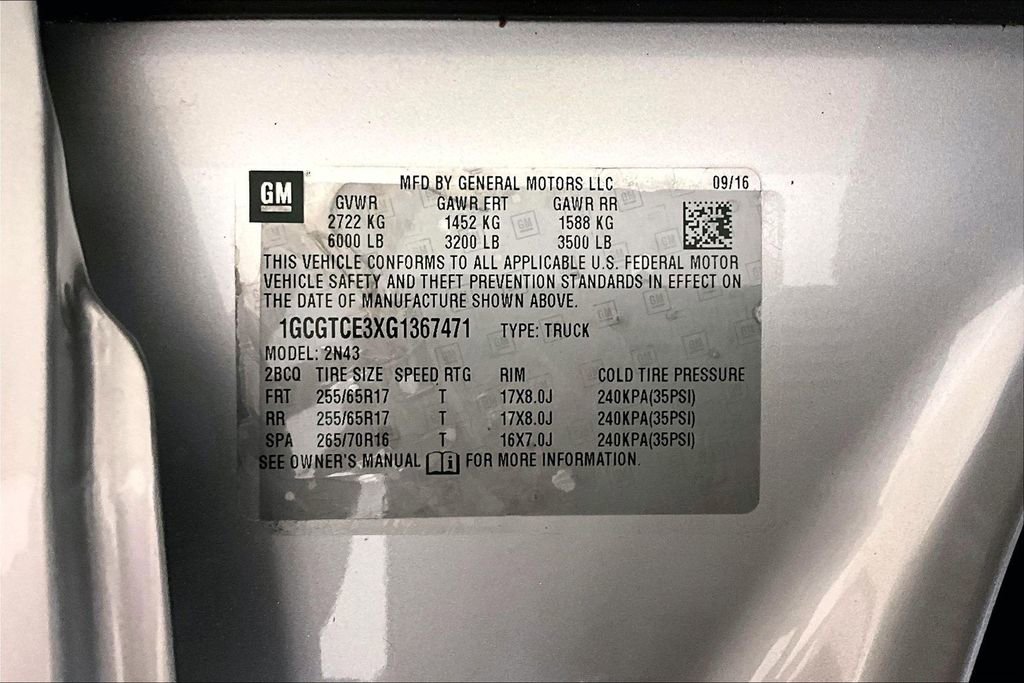 GM MFD BY GENERAL MOTORS LLC 09/16
GVWR GAWR FRT GAWR RR
2722 KG 1452 KG 1588 KG
6000 LB 3200 LB 3500 LB
THIS VEHICLE CONFORMS TO ALL APPLICABLE U.S. FEDERAL MOTOR
VEHICLE SAFETY AND THEFT PREVENTION STANDARDS IN EFFECT ON
THE DATE OF MANUFACTURE SHOWN ABOVE.
1GCGTCE3XG1367471 TYPE: TRUCK
MODEL: 2N43
2BCQ TIRE SIZE SPEED RTG RIM COLD TIRE PRESSURE
FRT 255/65R17 T 17X8.0J 240KPA(35PSI)
RR 255/65R17 T 17X8.0J 240KPA(35PSI)
SPA 265/70R16 T 16X7.0J 240KPA(35PSI)
SEE OWNER'S MANUAL FOR MORE INFORMATION.